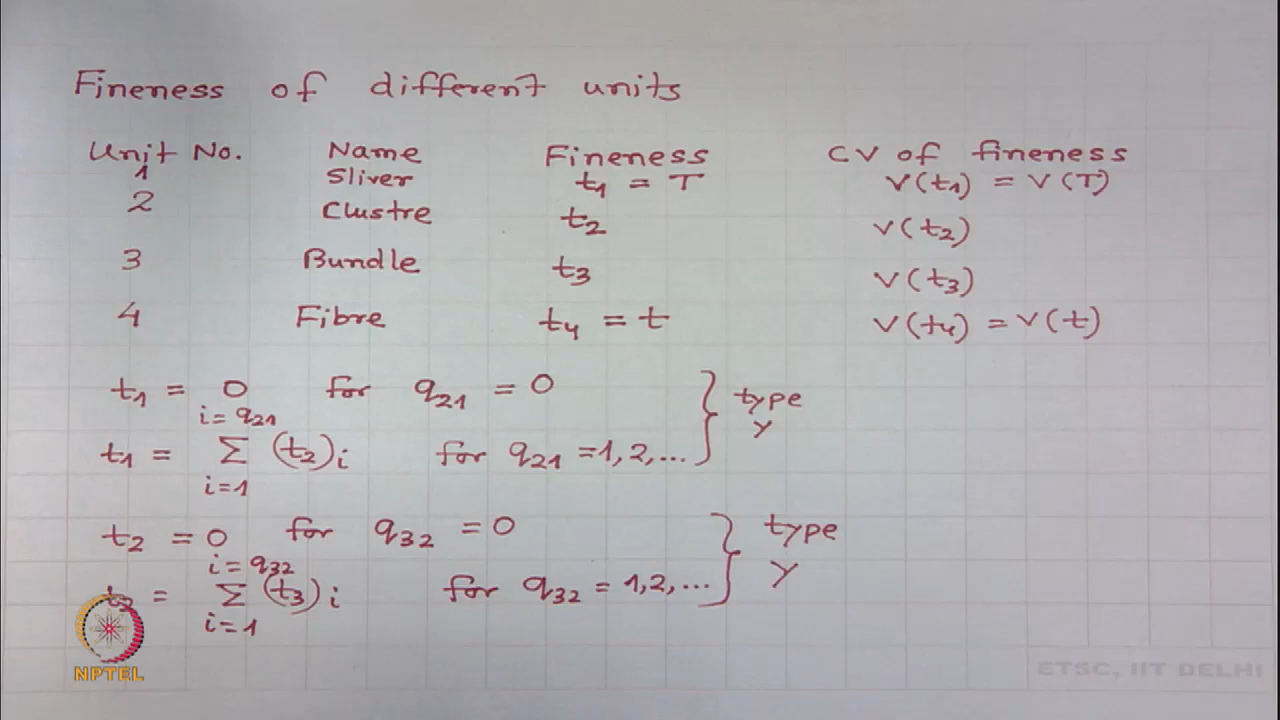 Fineness of different units
Unit No. Name Fineness CV of fineness
1 Sliver t₁ = T V(t₁) = V(T)
2 Clustre t₂ V(t₂)
3 Bundle t₃ V(t₃)
4 Fibre t₄ = t V(t₄) = V(t)
t₁ = 0 for q₂₁ = 0 } type
i = q₂₁ y
t₁ = Σ (t₂)i for q₂₁ = 1, 2, ...
i=1
t₂ = 0 for q₃₂ = 0 } type
i = q₃₂ y
t₂ = Σ (t₃)i for q₃₂ = 1, 2, ...
i=1
NPTEL
ETSC, IIT DELHI